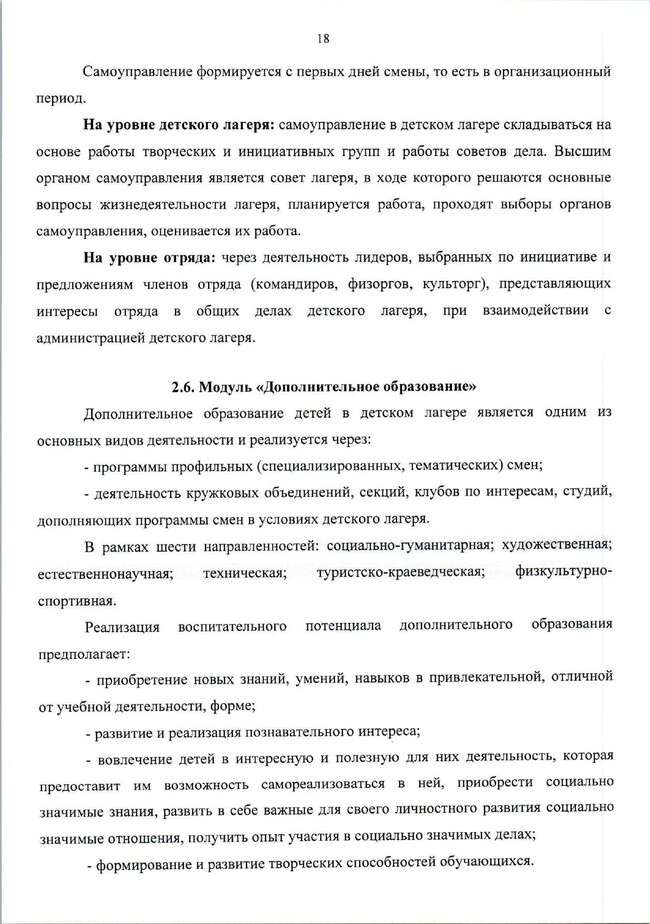 18
Самоуправление формируется с первых дней смены, то есть в организационный
период.
На уровне детского лагеря: самоуправление в детском лагере складываться на
основе работы творческих и инициативных групп и работы советов дела. Высшим
органом самоуправления является совет лагеря, в ходе которого решаются основные
вопросы жизнедеятельности лагеря, планируется работа, проходят выборы органов
самоуправления, оценивается их работа.
На уровне отряда: через деятельность лидеров, выбранных по инициативе и
предложениям членов отряда (командиров, физоргов, культорг), представляющих
интересы отряда в общих делах детского лагеря, при взаимодействии с
администрацией детского лагеря.
2.6. Модуль «Дополнительное образование»
Дополнительное образование детей в детском лагере является одним из
основных видов деятельности и реализуется через:
- программы профильных (специализированных, тематических) смен;
- деятельность кружковых объединений, секций, клубов по интересам, студий,
дополняющих программы смен в условиях детского лагеря.
В рамках шести направленностей: социально-гуманитарная; художественная;
естественнонаучная; техническая; туристско-краеведческая; физкультурно-
спортивная.
Реализация воспитательного потенциала дополнительного образования
предполагает:
- приобретение новых знаний, умений, навыков в привлекательной, отличной
от учебной деятельности, форме;
- развитие и реализация познавательного интереса;
- вовлечение детей в интересную и полезную для них деятельность, которая
предоставит им возможность самореализоваться в ней, приобрести социально
значимые знания, развить в себе важные для своего личностного развития социально
значимые отношения, получить опыт участия в социально значимых делах;
- формирование и развитие творческих способностей обучающихся.